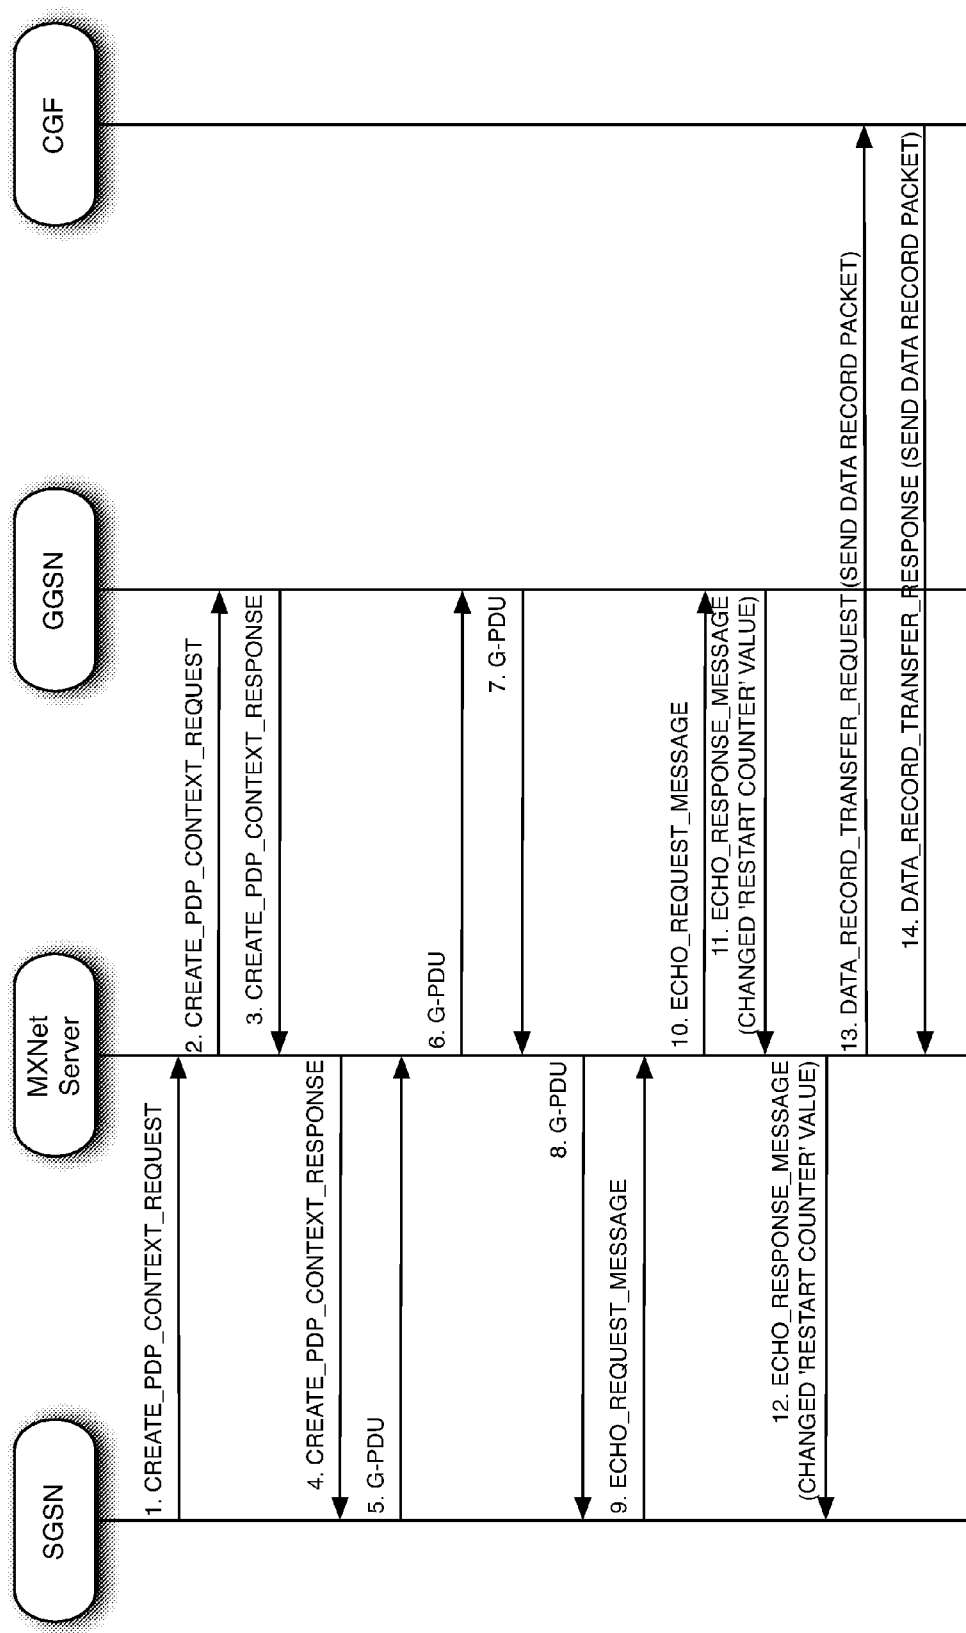 SGSN
MXNet
Server
GGSN
CGF
1. CREATE_PDP_CONTEXT_REQUEST
2. CREATE_PDP_CONTEXT_REQUEST
3. CREATE_PDP_CONTEXT_RESPONSE
4. CREATE_PDP_CONTEXT_RESPONSE
5. G-PDU
6. G-PDU
7. G-PDU
8. G-PDU
9. ECHO_REQUEST_MESSAGE
10. ECHO_REQUEST_MESSAGE
11. ECHO_RESPONSE_MESSAGE
(CHANGED 'RESTART COUNTER' VALUE)
12. ECHO_RESPONSE_MESSAGE
(CHANGED 'RESTART COUNTER' VALUE)
13. DATA_RECORD_TRANSFER_REQUEST (SEND DATA RECORD PACKET)
14. DATA_RECORD_TRANSFER_RESPONSE (SEND DATA RECORD PACKET)